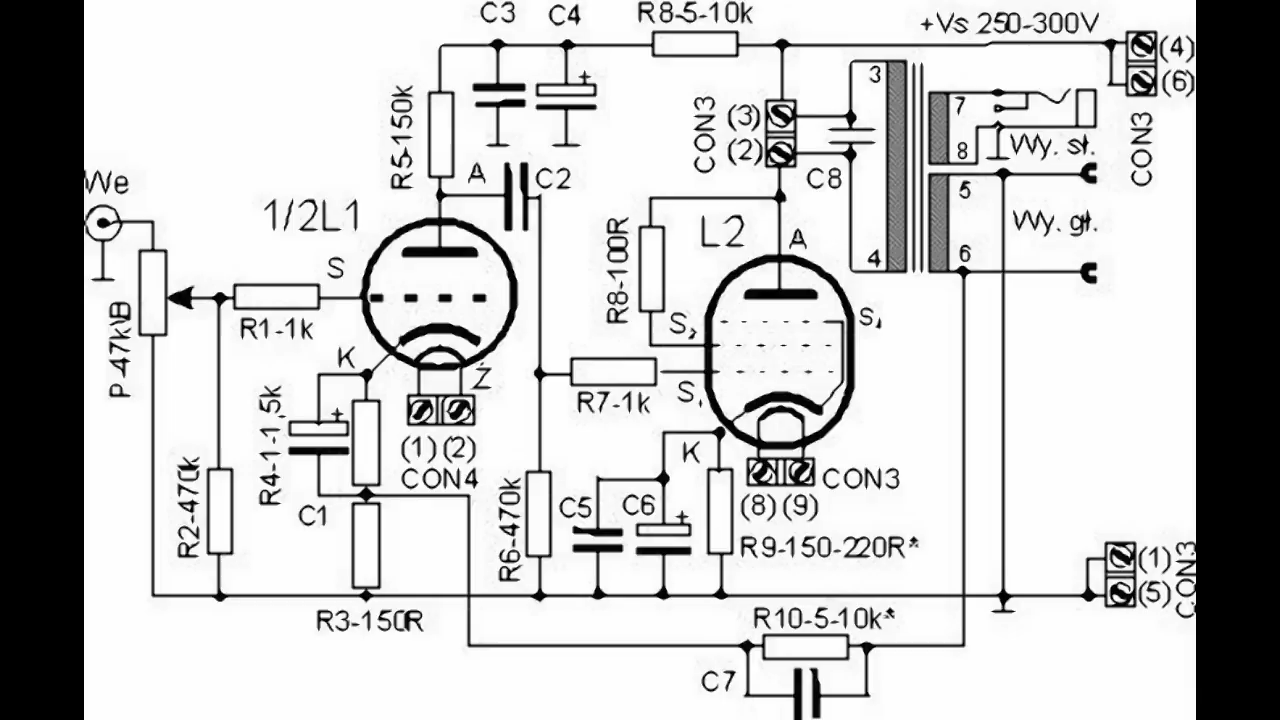 C3
C4
R8-5-10k
+Vs 250-300V
(4)
(6)
CON3
R5-150k
A
C2
CON3
(3)
(2)
C8
3
4
7
8
5
6
Wy. st.
Wy. gł.
We
P-47k\B
1/2L1
S
R1-1k
K
Ż
R4-1-1,5k
+
C1
(1) (2)
CON4
R2-470k
R3-150R
R8-100R
L2
A
S₂
S₁
S₁
R7-1k
K
R6-470k
C5
C6
+
(8) (9)
CON3
R9-150-220R*
R10-5-10k*
C7
(1)
(5)
CON3
+